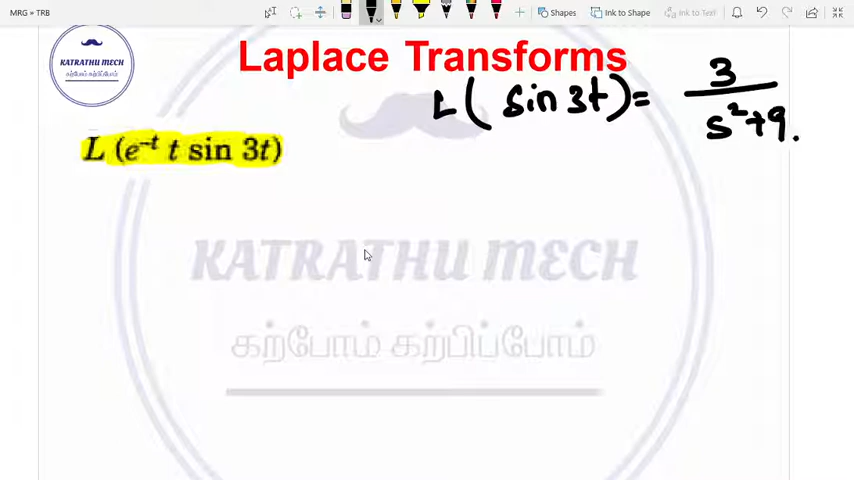 MRG » TRB
Shapes
Ink to Shape
Ink to Text
Laplace Transforms
KATRATHU MECH
கற்போம் கற்பிப்போம்
L( sin 3t)= 3/(s²+9).
L (e⁻ᵗ t sin 3t)
KATRATHU MECH
கற்போம் கற்பிப்போம்